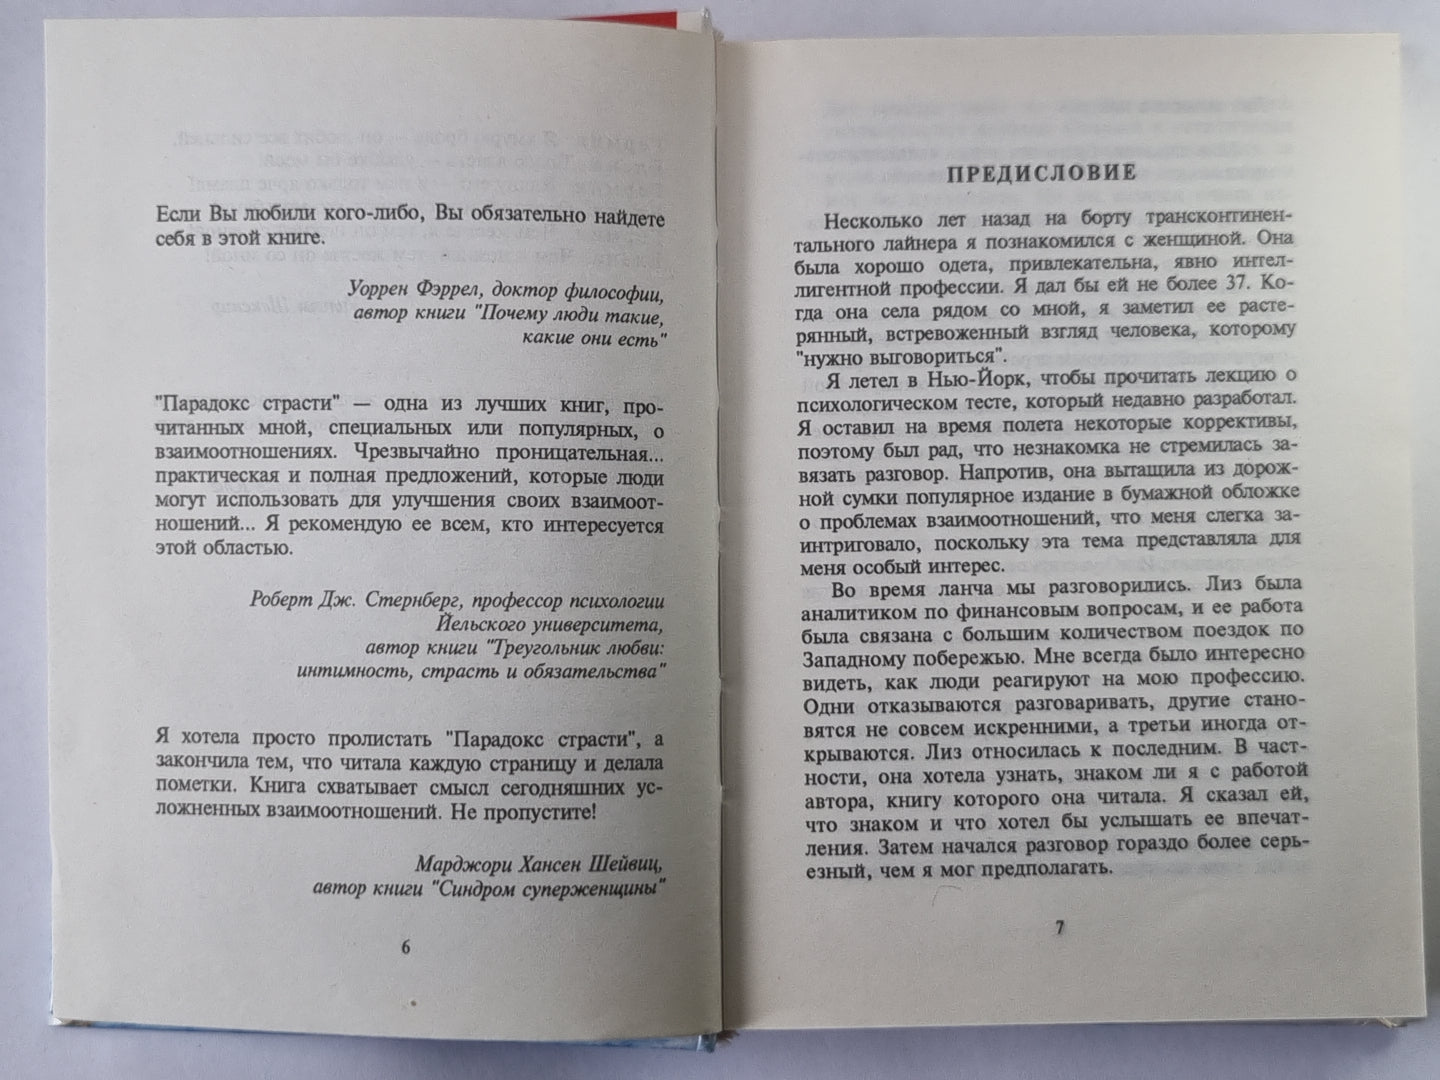 Если Вы любили кого-либо, Вы обязательно найдете
себя в этой книге.
Уоррен Фэррел, доктор философии,
автор книги "Почему люди такие,
какие они есть"
"Парадокс страсти" — одна из лучших книг, про-
читанных мной, специальных или популярных, о
взаимоотношениях. Чрезвычайно проницательная...
практическая и полная предложений, которые люди
могут использовать для улучшения своих взаимоот-
ношений... Я рекомендую ее всем, кто интересуется
этой областью.
Роберт Дж. Стернберг, профессор психологии
Йельского университета,
автор книги "Треугольник любви:
интимность, страсть и обязательства"
Я хотела просто пролистать "Парадокс страсти", а
закончила тем, что читала каждую страницу и делала
пометки. Книга схватывает смысл сегодняшних ус-
ложненных взаимоотношений. Не пропустите!
Марджори Хансен Шейвиц,
автор книги "Синдром суперженщины"
6
ПРЕДИСЛОВИЕ
Несколько лет назад на борту трансконтинен-
тального лайнера я познакомился с женщиной. Она
была хорошо одета, привлекательна, явно интел-
лигентной профессии. Я дал бы ей не более 37. Ко-
гда она села рядом со мной, я заметил ее расте-
рянный, встревоженный взгляд человека, которому
"нужно выговориться".
Я летел в Нью-Йорк, чтобы прочитать лекцию о
психологическом тесте, который недавно разработал.
Я оставил на время полета некоторые коррективы,
поэтому был рад, что незнакомка не стремилась за-
вязать разговор. Напротив, она вытащила из дорож-
ной сумки популярное издание в бумажной обложке
о проблемах взаимоотношений, что меня слегка за-
интриговало, поскольку эта тема представляла для
меня особый интерес.
Во время ланча мы разговорились. Лиз была
аналитиком по финансовым вопросам, и ее работа
была связана с большим количеством поездок по
Западному побережью. Мне всегда было интересно
видеть, как люди реагируют на мою профессию.
Одни отказываются разговаривать, другие стано-
вятся не совсем искренними, а третьи иногда от-
крываются. Лиз относилась к последним. В част-
ности, она хотела узнать, знаком ли я с работой
автора, книгу которого она читала. Я сказал ей,
что знаком и что хотел бы услышать ее впечат-
ления. Затем начался разговор гораздо более серь-
езный, чем я мог предполагать.
7